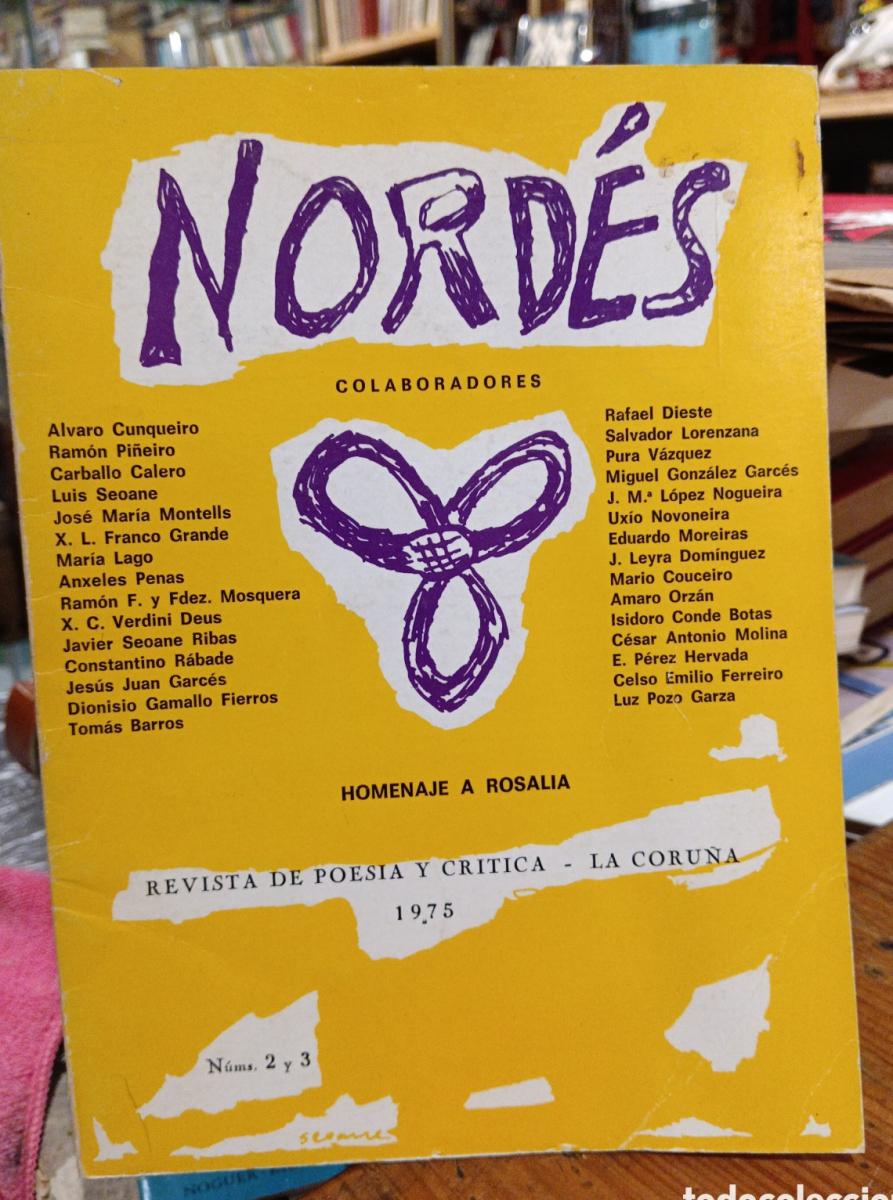 NORDÉS
COLABORADORES
Alvaro Cunqueiro
Ramón Piñeiro
Carballo Calero
Luis Seoane
José María Montells
X. L. Franco Grande
María Lago
Anxeles Penas
Ramón F. y Fdez. Mosquera
X. C. Verdini Deus
Javier Seoane Ribas
Constantino Rábade
Jesús Juan Garcés
Dionisio Gamallo Fierros
Tomás Barros
Rafael Dieste
Salvador Lorenzana
Pura Vázquez
Miguel González Garcés
J. M.ª López Nogueira
Uxío Novoneira
Eduardo Moreiras
J. Leyra Domínguez
Mario Couceiro
Amaro Orzán
Isidoro Conde Botas
César Antonio Molina
E. Pérez Hervada
Celso Emilio Ferreiro
Luz Pozo Garza
HOMENAJE A ROSALIA
REVISTA DE POESIA Y CRITICA - LA CORUÑA
1975
Núms. 2 y 3
seoane
NOGUER